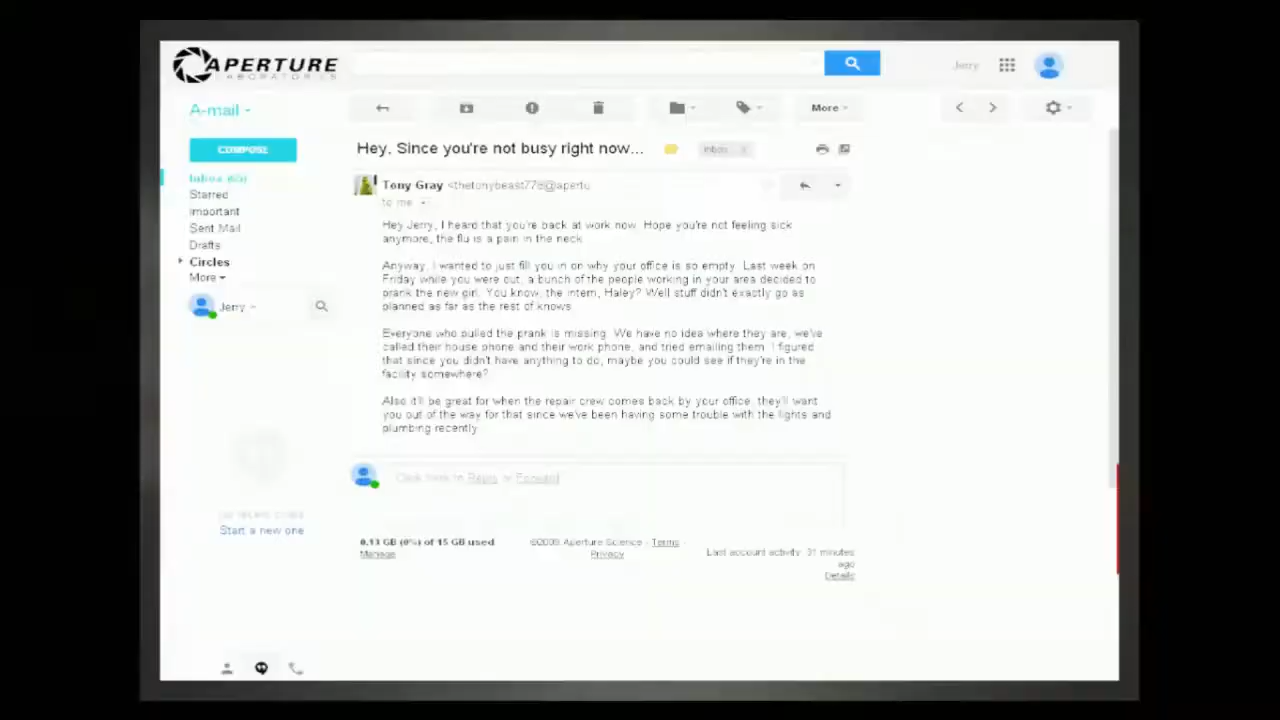 APERTURE
LABORATORIES
Jerry
A-mail
More
COMPOSE
Hey, Since you're not busy right now...
Inbox
Starred
Important
Sent Mail
Drafts
Circles
More
Jerry
Tony Gray <thetonybeast778@apertu
to me
Hey Jerry, I heard that you're back at work now. Hope you're not feeling sick
anymore, the flu is a pain in the neck
Anyway, I wanted to just fill you in on why your office is so empty. Last week on
Friday while you were out, a bunch of the people working in your area decided to
prank the new girl. You know, the intern, Haley? Well stuff didn't exactly go as
planned as far as the rest of knows
Everyone who pulled the prank is missing. We have no idea where they are, we've
called their house phone and their work phone, and tried emailing them. I figured
that since you didn't have anything to do, maybe you could see if they're in the
facility somewhere?
Also it'll be great for when the repair crew comes back by your office, they'll want
you out of the way for that since we've been having some trouble with the lights and
plumbing recently
Click here to Reply or Forward
Start a new one
0.13 GB (0%) of 15 GB used
Manage
©2009 Aperture Science - Terms -
Privacy
Last account activity: 31 minutes
ago
Details